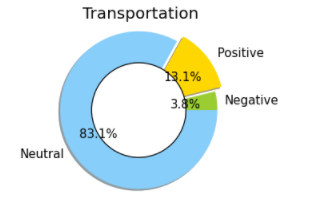 Transportation
Positive
13.1%
Negative
3.8%
83.1%
Neutral